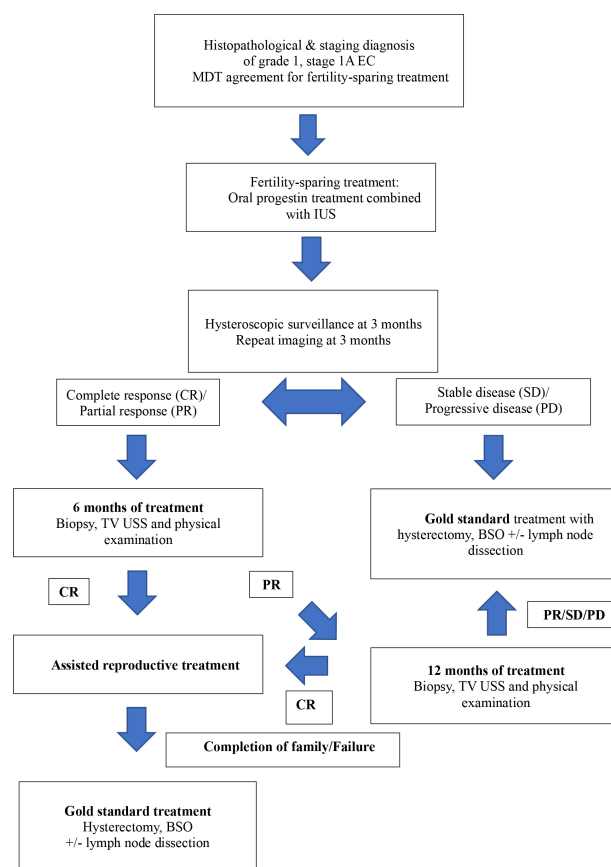 Histopathological & staging diagnosis
of grade 1, stage 1A EC
MDT agreement for fertility-sparing treatment
Fertility-sparing treatment:
Oral progestin treatment combined
with IUS
Hysteroscopic surveillance at 3 months
Repeat imaging at 3 months
Complete response (CR)/
Partial response (PR)
Stable disease (SD)/
Progressive disease (PD)
6 months of treatment
Biopsy, TV USS and physical
examination
Gold standard treatment with
hysterectomy, BSO +/- lymph node
dissection
CR
PR
PR/SD/PD
Assisted reproductive treatment
12 months of treatment
Biopsy, TV USS and physical
examination
CR
Completion of family/Failure
Gold standard treatment
Hysterectomy, BSO
+/- lymph node dissection